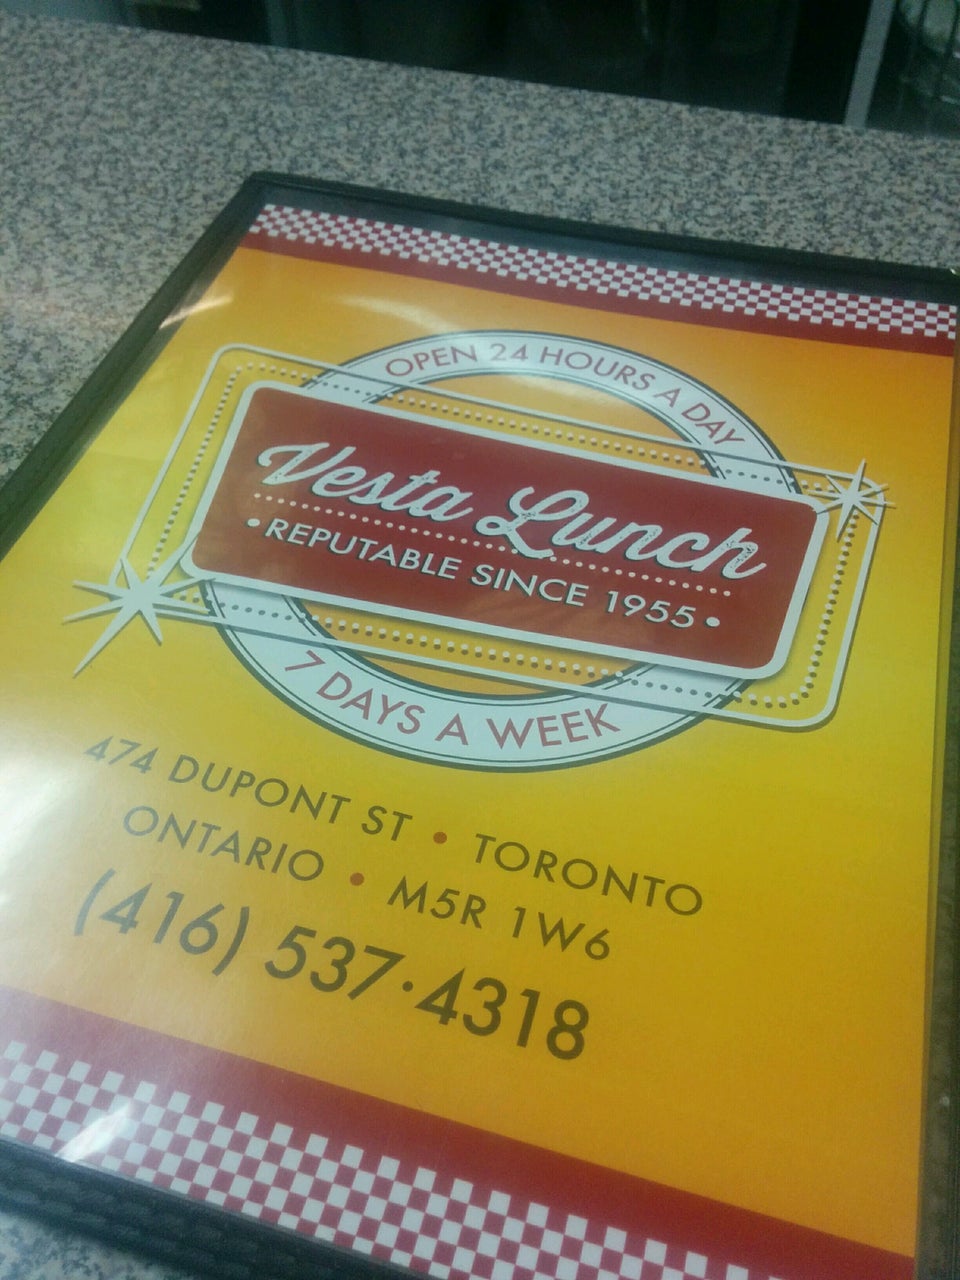 OPEN 24 HOURS A DAY
Vesta Lunch
• REPUTABLE SINCE 1955 •
7 DAYS A WEEK
474 DUPONT ST • TORONTO
ONTARIO • M5R 1W6
(416) 537·4318